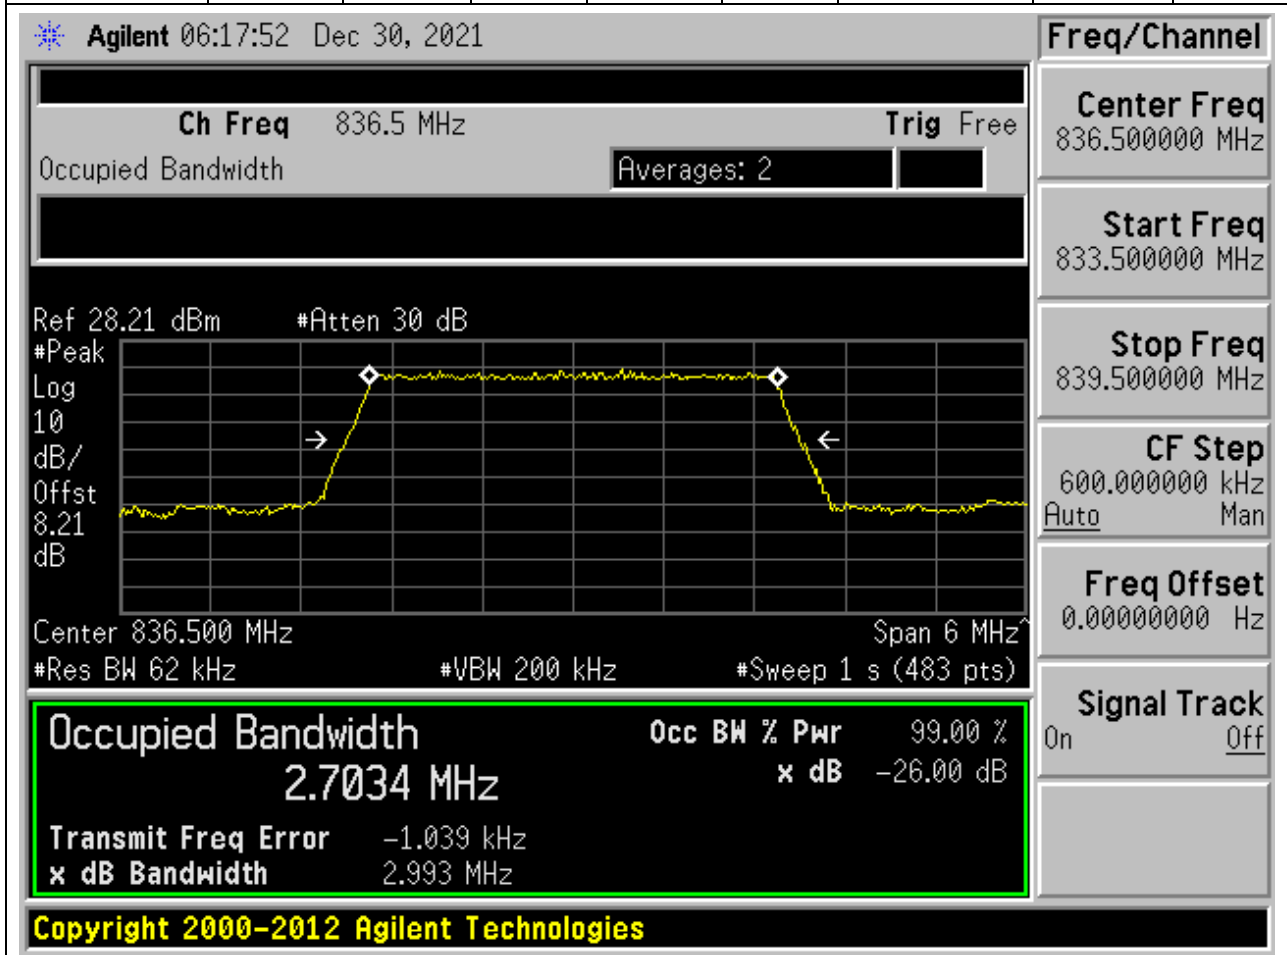 Agilent 06:17:52 Dec 30, 2021
Freq/Channel
Ch Freq 836.5 MHz Trig Free
Occupied Bandwidth Averages: 2
Center Freq
836.500000 MHz
Start Freq
833.500000 MHz
Stop Freq
839.500000 MHz
CF Step
600.000000 kHz
Auto Man
Freq Offset
0.00000000 Hz
Signal Track
On Off
Ref 28.21 dBm #Atten 30 dB
#Peak
Log
10
dB/
Offst
8.21
dB
Center 836.500 MHz Span 6 MHz^
#Res BW 62 kHz #VBW 200 kHz #Sweep 1 s (483 pts)
Occupied Bandwidth Occ BW % Pwr 99.00 %
2.7034 MHz x dB -26.00 dB
Transmit Freq Error -1.039 kHz
x dB Bandwidth 2.993 MHz
Copyright 2000-2012 Agilent Technologies